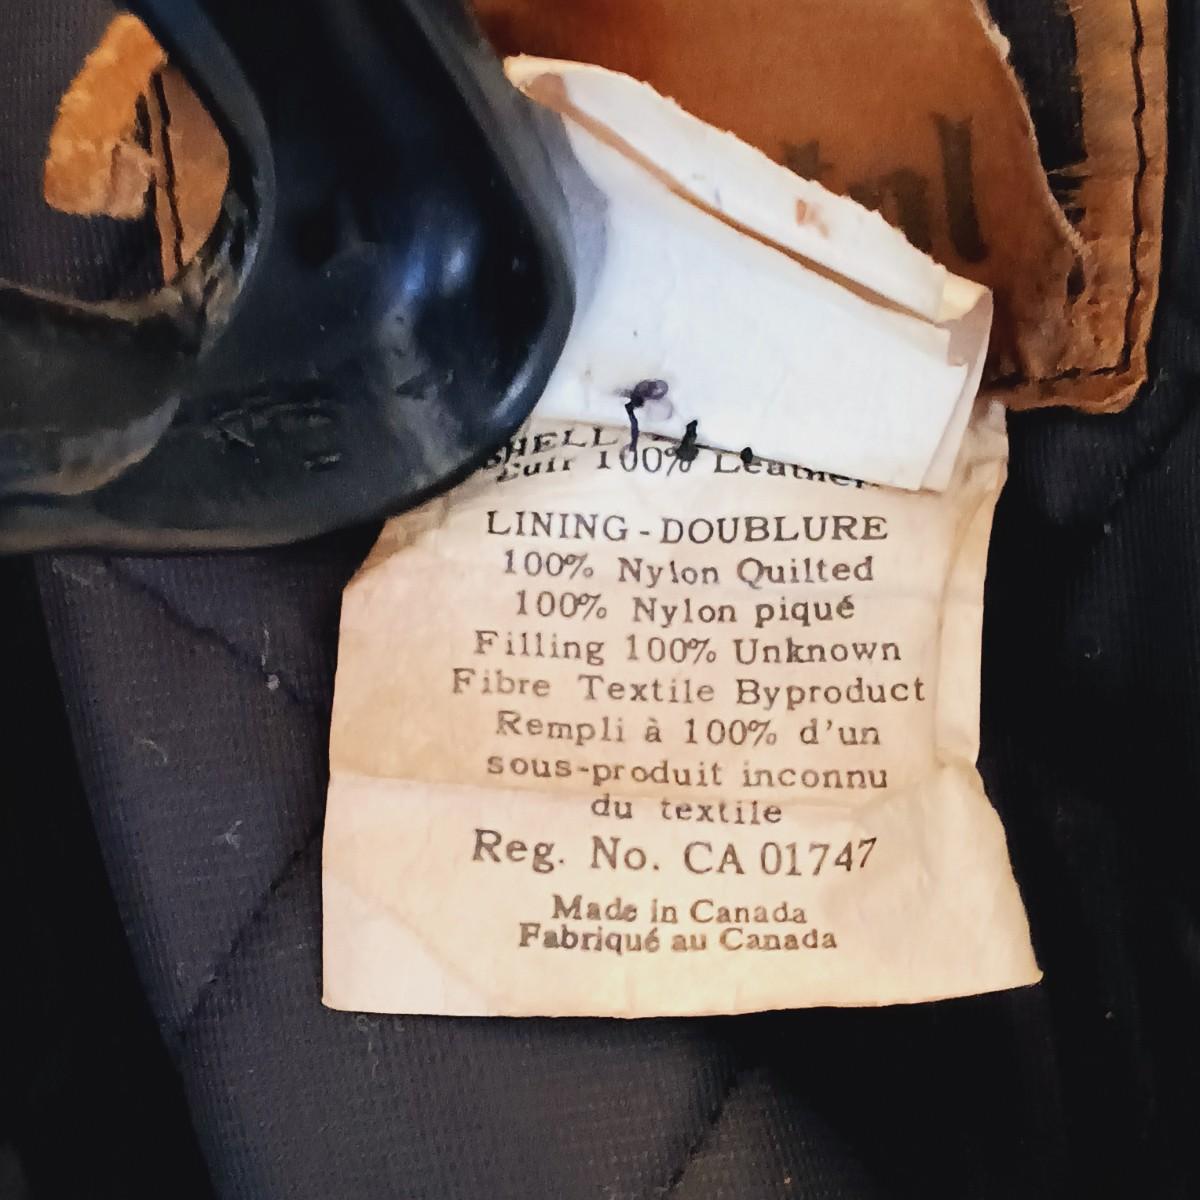 SHELL
Cuir 100% Leather
LINING - DOUBLURE
100% Nylon Quilted
100% Nylon piqué
Filling 100% Unknown
Fibre Textile Byproduct
Rempli à 100% d'un
sous-produit inconnu
du textile
Reg. No. CA 01747
Made in Canada
Fabriqué au Canada